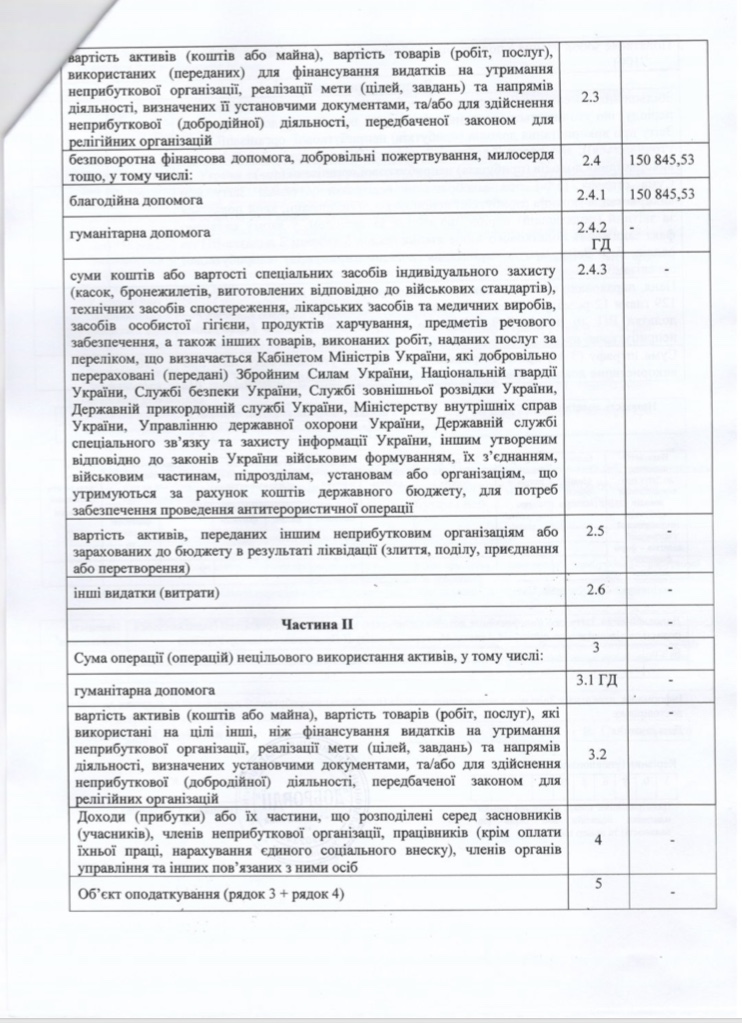 вартість активів (коштів або майна), вартість товарів (робіт, послуг),
використаних (переданих) для фінансування видатків на утримання
неприбуткової організації, реалізації мети (цілей, завдань) та напрямів
діяльності, визначених її установчими документами, та/або для здійснення
неприбуткової (добродійної) діяльності, передбаченої законом для
релігійних організацій
2.3
безповоротна фінансова допомога, добровільні пожертвування, милосердя
тощо, у тому числі:
2.4
150 845,53
благодійна допомога
2.4.1
150 845,53
гуманітарна допомога
2.4.2
ГД
-
суми коштів або вартості спеціальних засобів індивідуального захисту
(касок, бронежилетів, виготовлених відповідно до військових стандартів),
технічних засобів спостереження, лікарських засобів та медичних виробів,
засобів особистої гігієни, продуктів харчування, предметів речового
забезпечення, а також інших товарів, виконаних робіт, наданих послуг за
переліком, що визначається Кабінетом Міністрів України, які добровільно
перераховані (передані) Збройним Силам України, Національній гвардії
України, Службі безпеки України, Службі зовнішньої розвідки України,
Державній прикордонній службі України, Міністерству внутрішніх справ
України, Управлінню державної охорони України, Державній службі
спеціального зв’язку та захисту інформації України, іншим утвореним
відповідно до законів України військовим формуванням, їх з’єднанням,
військовим частинам, підрозділам, установам або організаціям, що
утримуються за рахунок коштів державного бюджету, для потреб
забезпечення проведення антитерористичної операції
2.4.3
-
вартість активів, переданих іншим неприбутковим організаціям або
зарахованих до бюджету в результаті ліквідації (злиття, поділу, приєднання
або перетворення)
2.5
-
інші видатки (витрати)
2.6
-
Частина II
Сума операції (операцій) нецільового використання активів, у тому числі:
3
-
гуманітарна допомога
3.1 ГД
-
вартість активів (коштів або майна), вартість товарів (робіт, послуг), які
використані на цілі інші, ніж фінансування видатків на утримання
неприбуткової організації, реалізації мети (цілей, завдань) та напрямів
діяльності, визначених установчими документами, та/або для здійснення
неприбуткової (добродійної) діяльності, передбаченої законом для
релігійних організацій
3.2
-
Доходи (прибутки) або їх частини, що розподілені серед засновників
(учасників), членів неприбуткової організації, працівників (крім оплати
їхньої праці, нарахування єдиного соціального внеску), членів органів
управління та інших пов’язаних з ними осіб
4
-
Об’єкт оподаткування (рядок 3 + рядок 4)
5
-